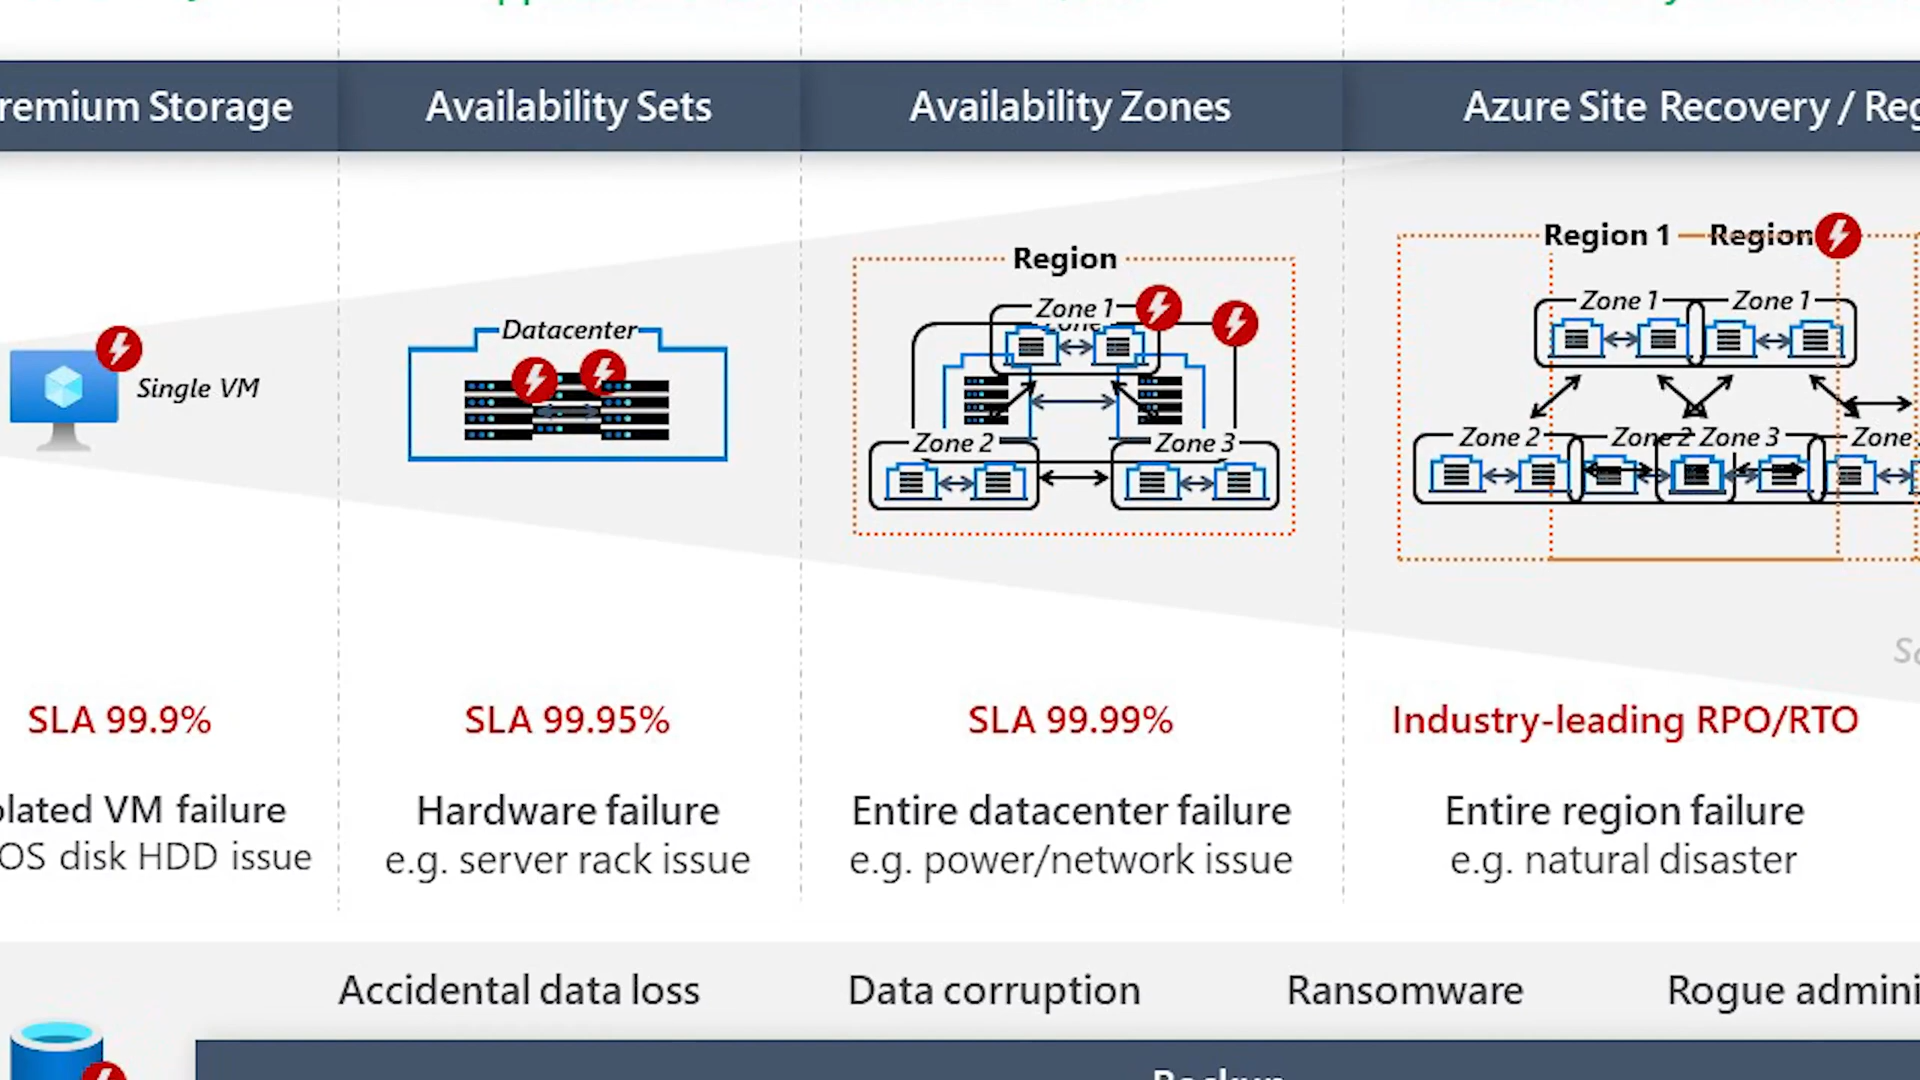 remium Storage
Availability Sets
Availability Zones
Azure Site Recovery / Reg
Region
Region 1
Region
Zone 1
Zone 1
Zone 1
Datacenter
Single VM
Zone 2
Zone 3
Zone 2
Zone 2
Zone 3
Zone
SLA 99.9%
SLA 99.95%
SLA 99.99%
Industry-leading RPO/RTO
olated VM failure
OS disk HDD issue
Hardware failure
e.g. server rack issue
Entire datacenter failure
e.g. power/network issue
Entire region failure
e.g. natural disaster
Accidental data loss
Data corruption
Ransomware
Rogue admini